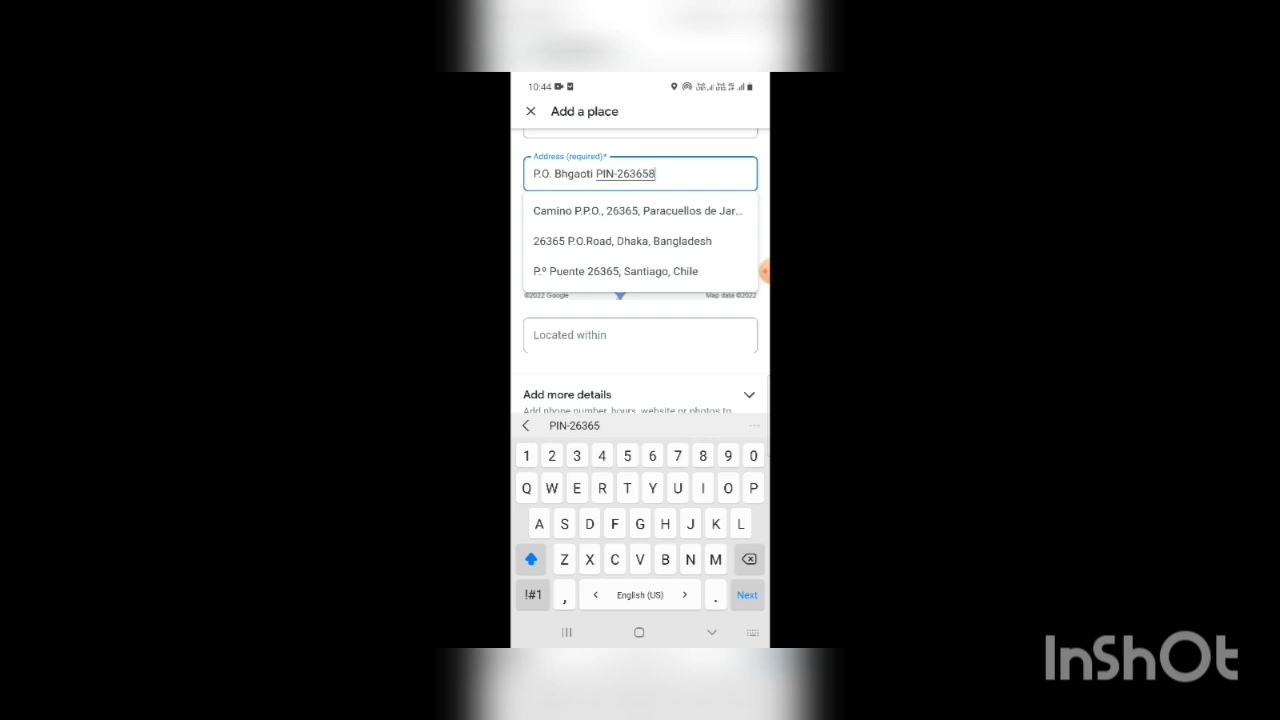 10:44
Add a place
Address (required)*
P.O. Bhgaoti PIN-263658
Camino P.P.O., 26365, Paracuellos de Jar...
26365 P.O.Road, Dhaka, Bangladesh
P.º Puente 26365, Santiago, Chile
©2022 Google
Map data ©2022
Located within
Add more details
Add phone number, hours, website or photos to
PIN-26365
1 2 3 4 5 6 7 8 9 0
Q W E R T Y U I O P
A S D F G H J K L
Z X C V B N M
!#1 , < English (US) > . Next
InShOt